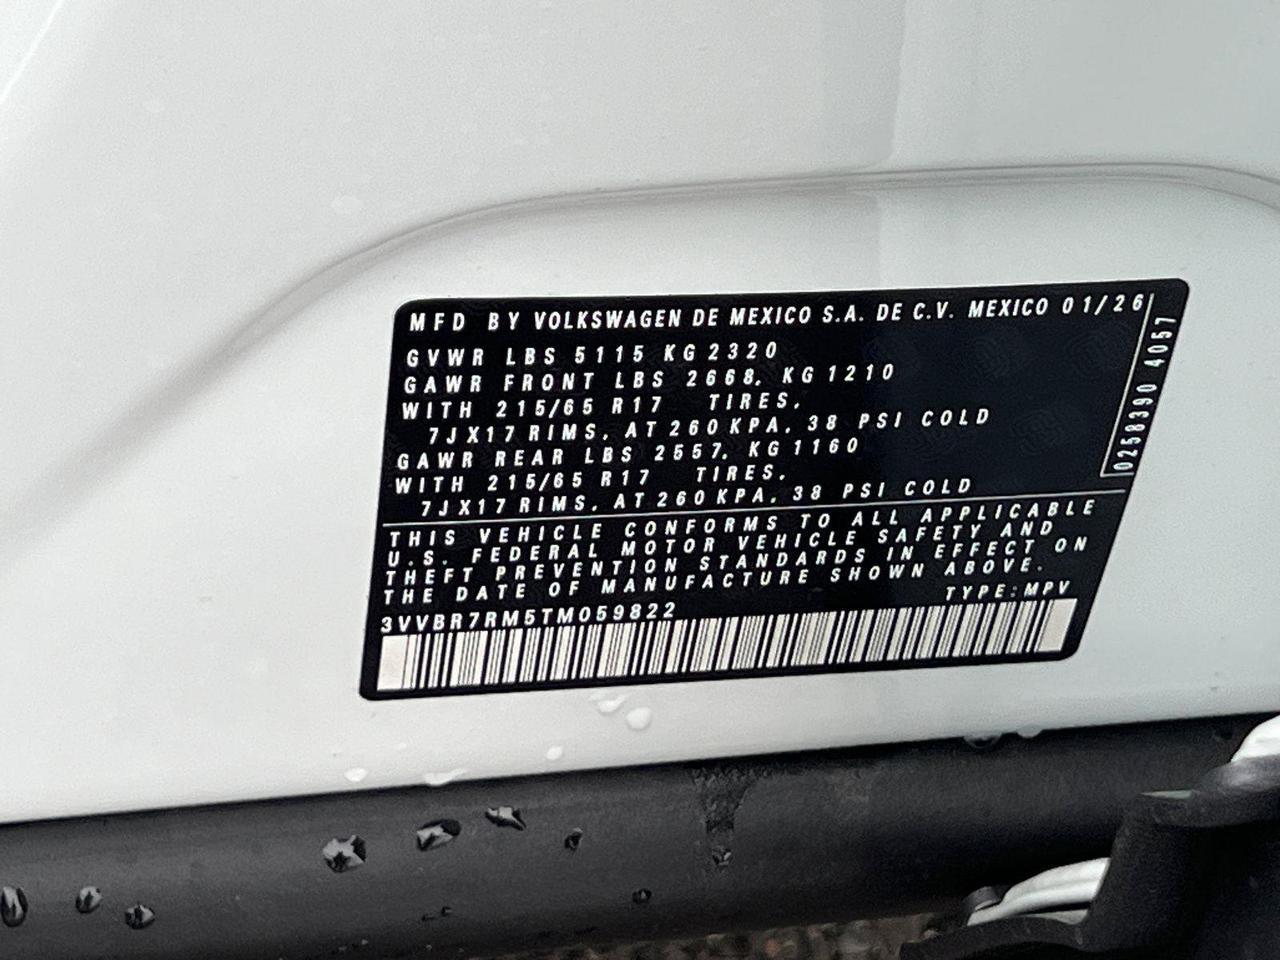 MFD BY VOLKSWAGEN DE MEXICO S.A. DE C.V. MEXICO 01/26
GVWR LBS 5115 KG 2320
GAWR FRONT LBS 2668. KG 1210
WITH 215/65 R17 TIRES.
7JX17 RIMS. AT 260 KPA. 38 PSI COLD
GAWR REAR LBS 2557. KG 1160
WITH 215/65 R17 TIRES.
7JX17 RIMS. AT 260 KPA. 38 PSI COLD
0258390 4057
THIS VEHICLE CONFORMS TO ALL APPLICABLE
U.S. FEDERAL MOTOR VEHICLE SAFETY AND
THEFT PREVENTION STANDARDS IN EFFECT ON
THE DATE OF MANUFACTURE SHOWN ABOVE.
TYPE: MPV
3VVBR7RM5TM059822